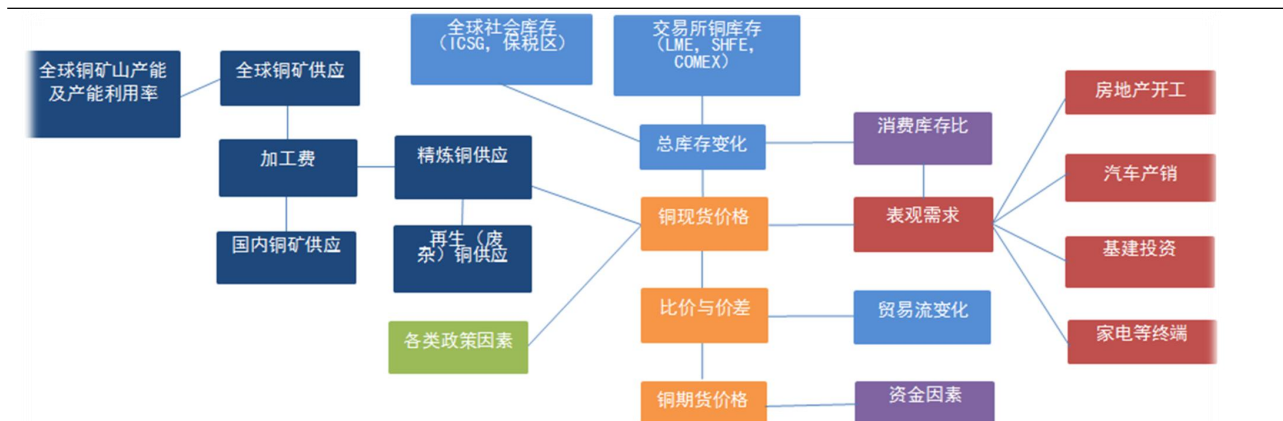 全球铜矿山产能
及产能利用率
全球铜矿供应
加工费
国内铜矿供应
精炼铜供应
再生（废
杂）铜供应
各类政策因素
全球社会库存
（ICSG, 保税区）
交易所铜库存
（LME, SHFE,
COMEX）
总库存变化
铜现货价格
比价与价差
铜期货价格
消费库存比
表观需求
贸易流变化
资金因素
房地产开工
汽车产销
基建投资
家电等终端